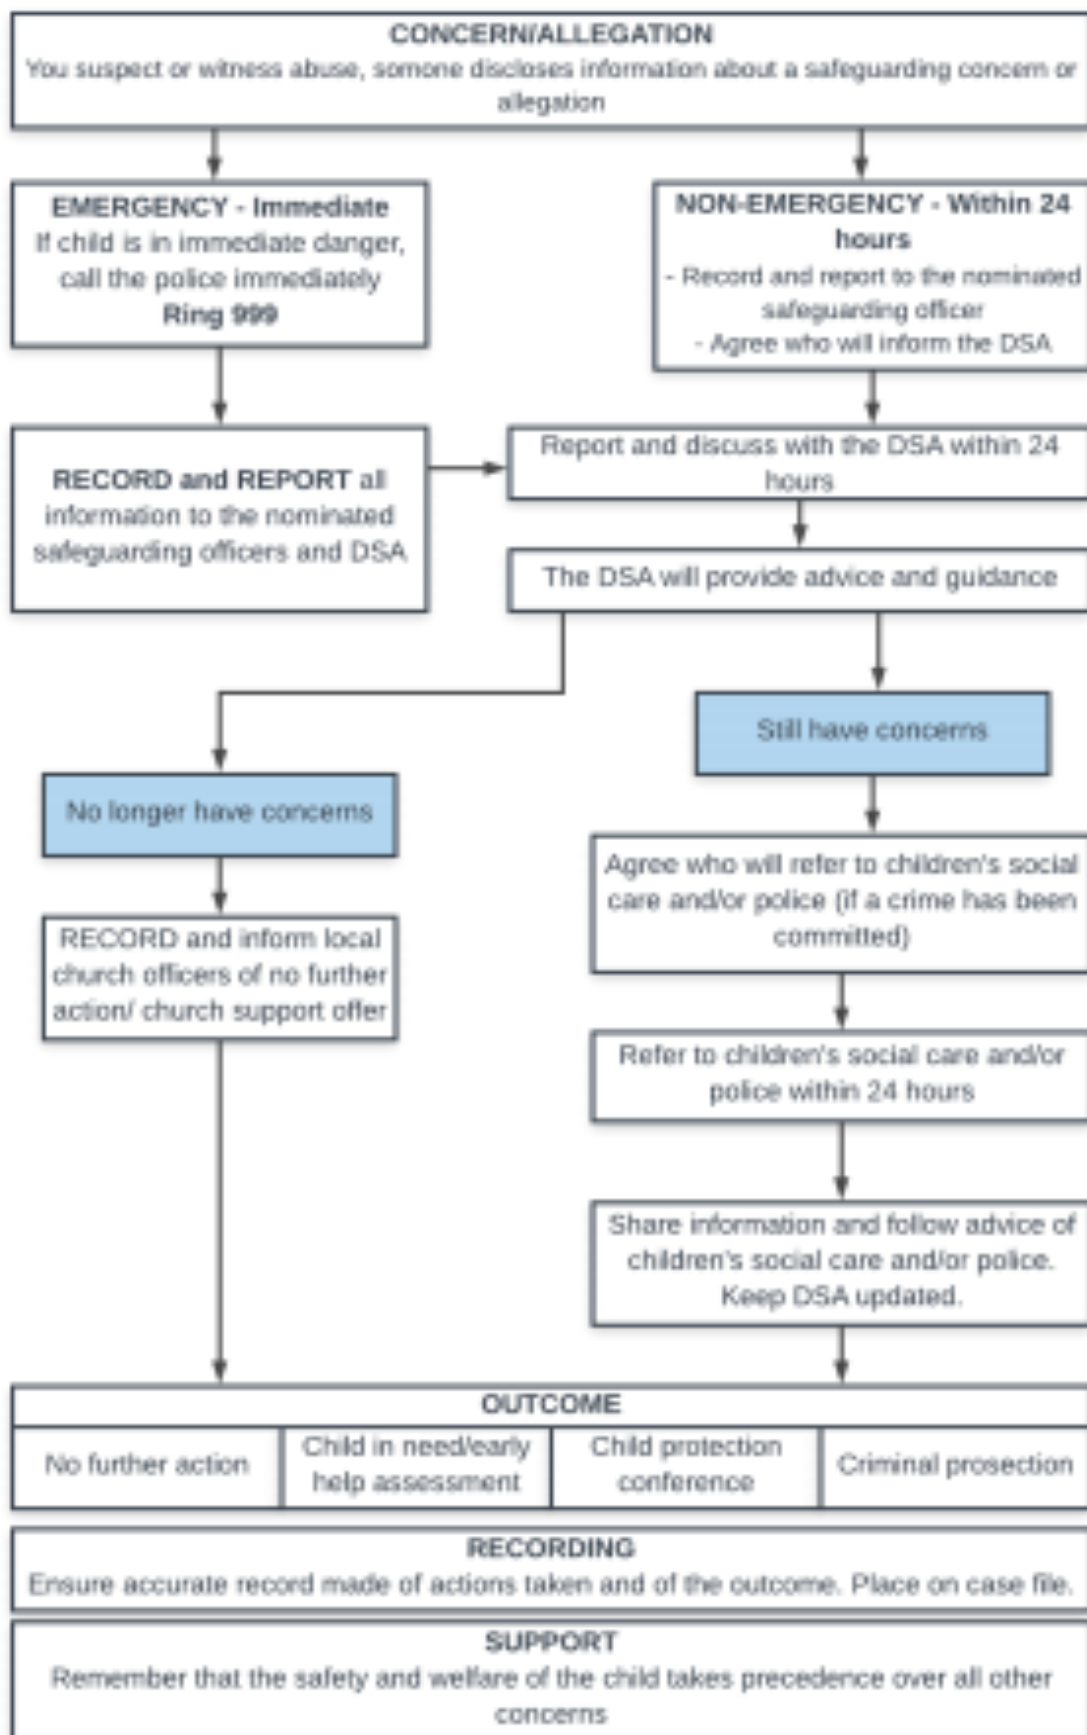 CONCERN/ALLEGATION
You suspect or witness abuse, somone discloses information about a safeguarding concern or
allegation
EMERGENCY - Immediate
If child is in immediate danger,
call the police immediately
Ring 999
NON-EMERGENCY - Within 24
hours
- Record and report to the nominated
safeguarding officer
- Agree who will inform the DSA
RECORD and REPORT all
information to the nominated
safeguarding officers and DSA
Report and discuss with the DSA within 24
hours
The DSA will provide advice and guidance
Still have concerns
No longer have concerns
Agree who will refer to children's social
care and/or police (if a crime has been
committed)
RECORD and inform local
church officers of no further
action/ church support offer
Refer to children's social care and/or
police within 24 hours
Share information and follow advice of
children's social care and/or police.
Keep DSA updated.
OUTCOME
No further action
Child in need/early
help assessment
Child protection
conference
Criminal prosection
RECORDING
Ensure accurate record made of actions taken and of the outcome. Place on case file.
SUPPORT
Remember that the safety and welfare of the child takes precedence over all other
concerns